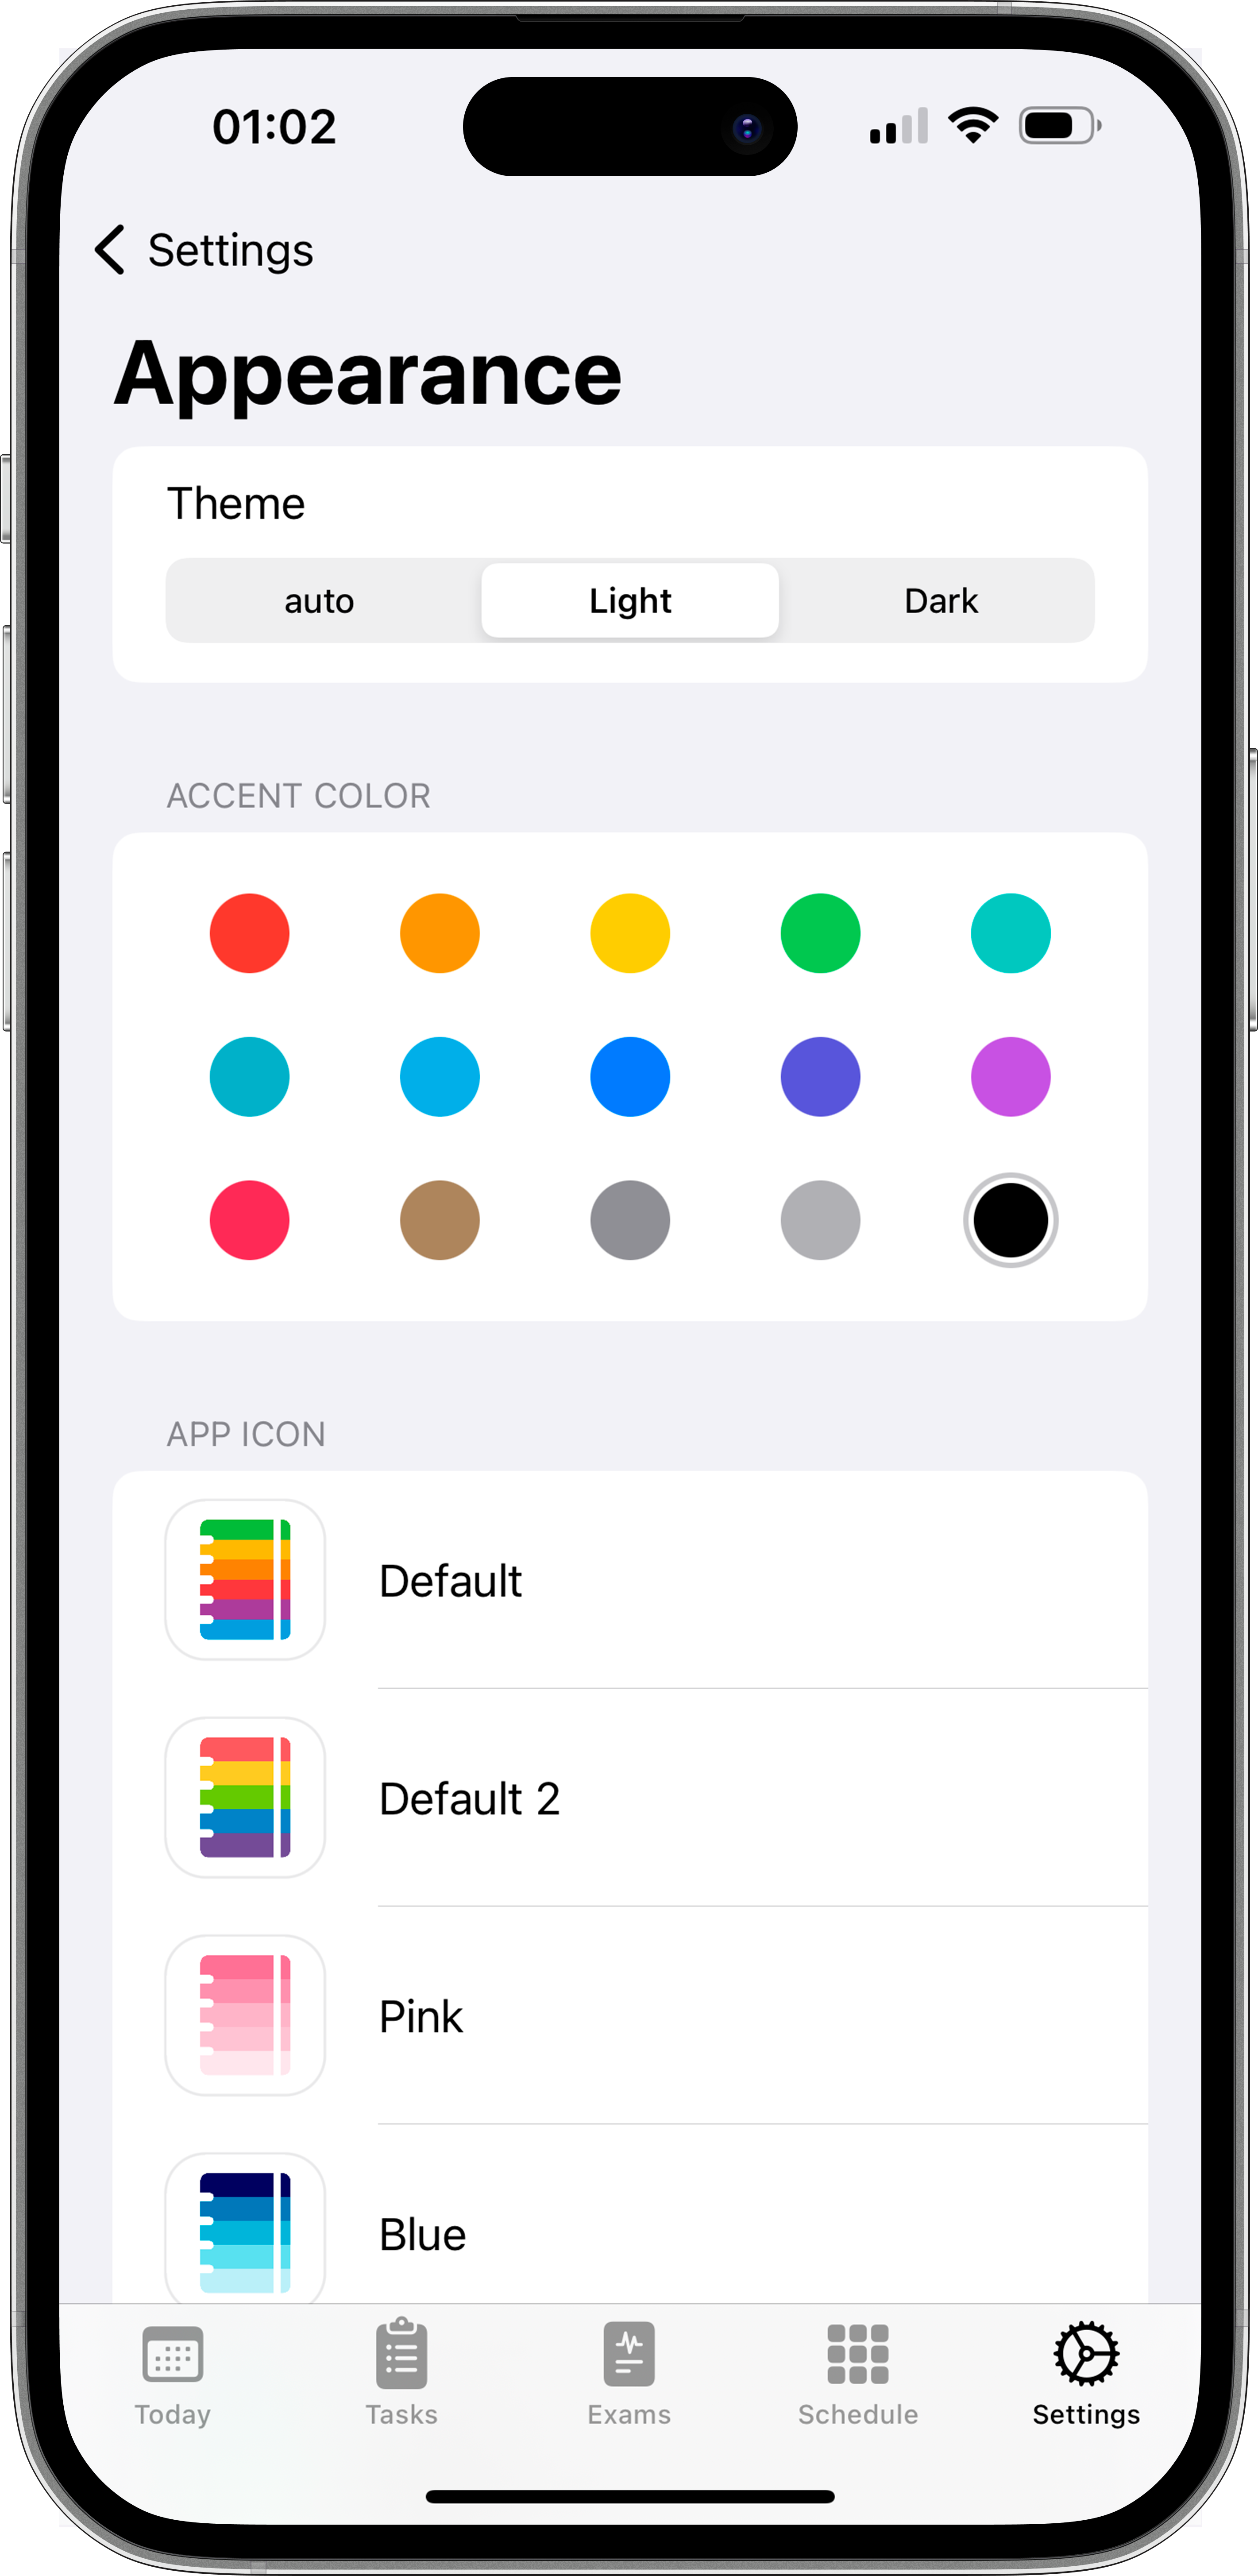 01:02
Settings
Appearance
Theme
auto Light Dark
ACCENT COLOR
APP ICON
Default
Default 2
Pink
Blue
Today Tasks Exams Schedule Settings